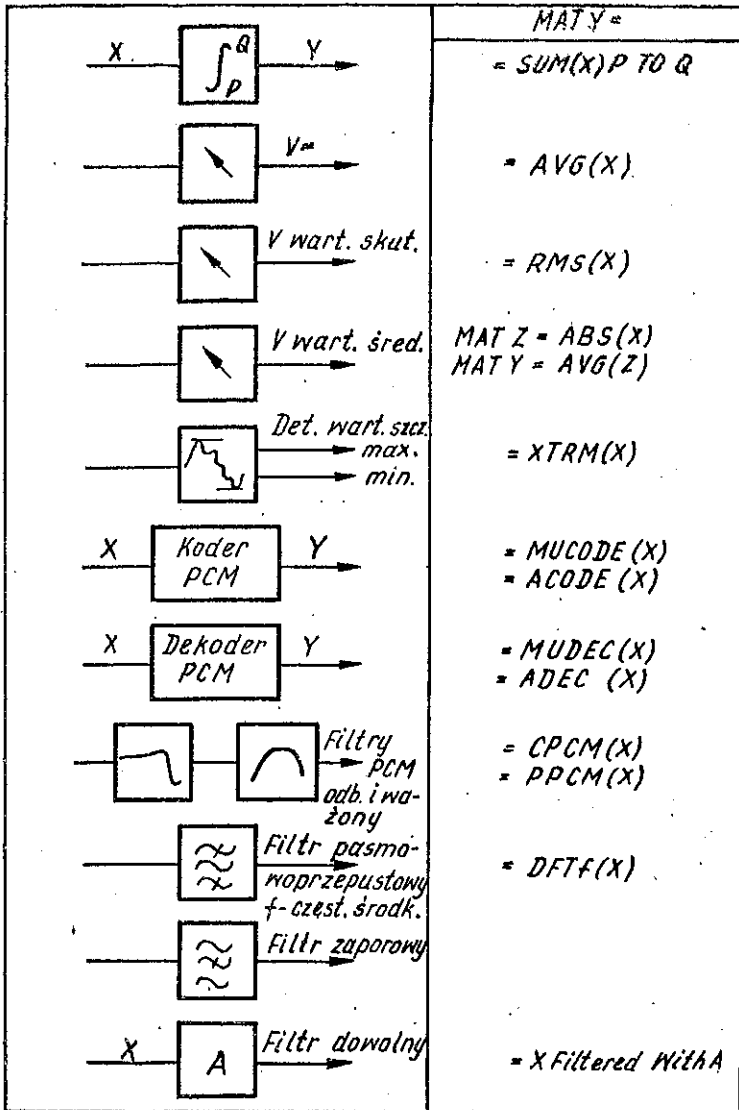 MAT Y =
X
∫
Q
P
Y
= SUM(X) P TO Q
V=
= AVG(X)
V wart. skut.
= RMS(X)
V wart. śred.
MAT Z = ABS(X)
MAT Y = AVG(Z)
Det. wart. szcz.
max.
min.
= XTRM(X)
X
Koder
PCM
Y
= MUCODE(X)
= ACODE (X)
X
Dekoder
PCM
Y
= MUDEC(X)
= ADEC (X)
Filtry
PCM
odb. i wa-
żony
= CPCM(X)
= PPCM(X)
Filtr pasmo-
woprzepustowy
f-częst. środk.
= DFTf(X)
Filtr zaporowy
X
A
Filtr dowolny
= X Filtered With A